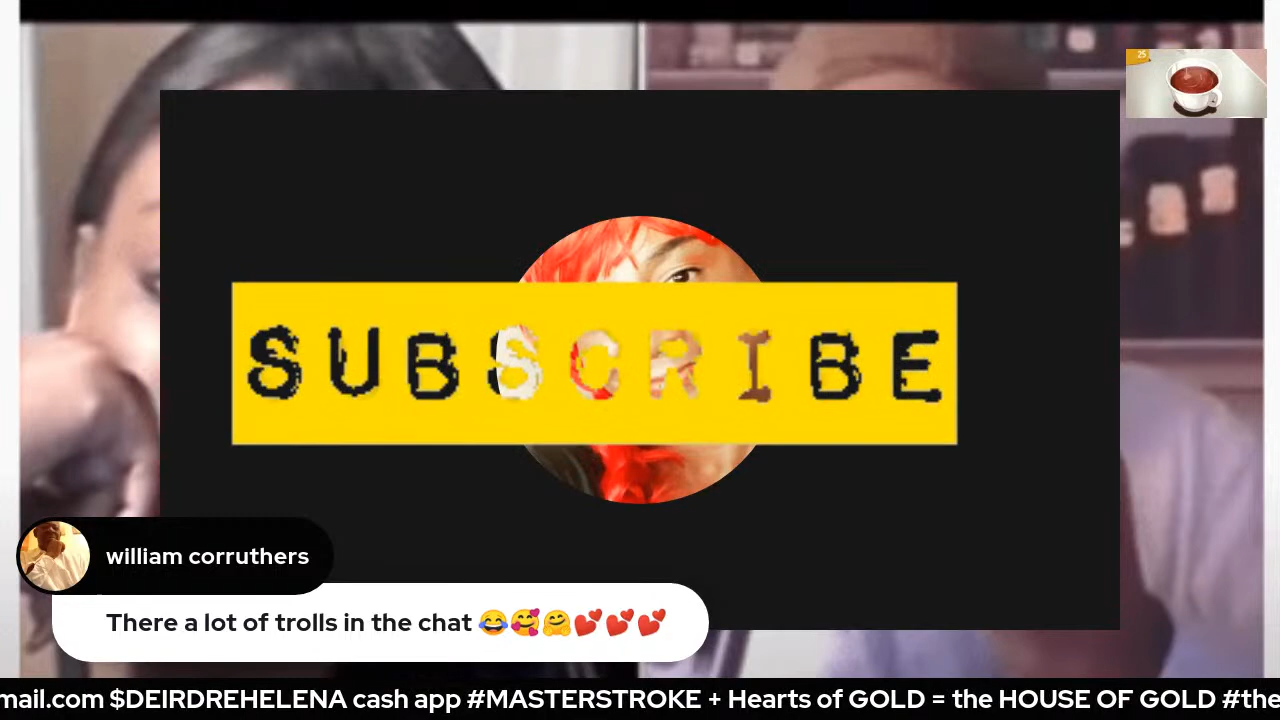 25
SUBSCRIBE
william corruthers
There a lot of trolls in the chat 😂🥰🤗💕💕💕
mail.com $DEIRDREHELENA cash app #MASTERSTROKE + Hearts of GOLD = the HOUSE OF GOLD #the